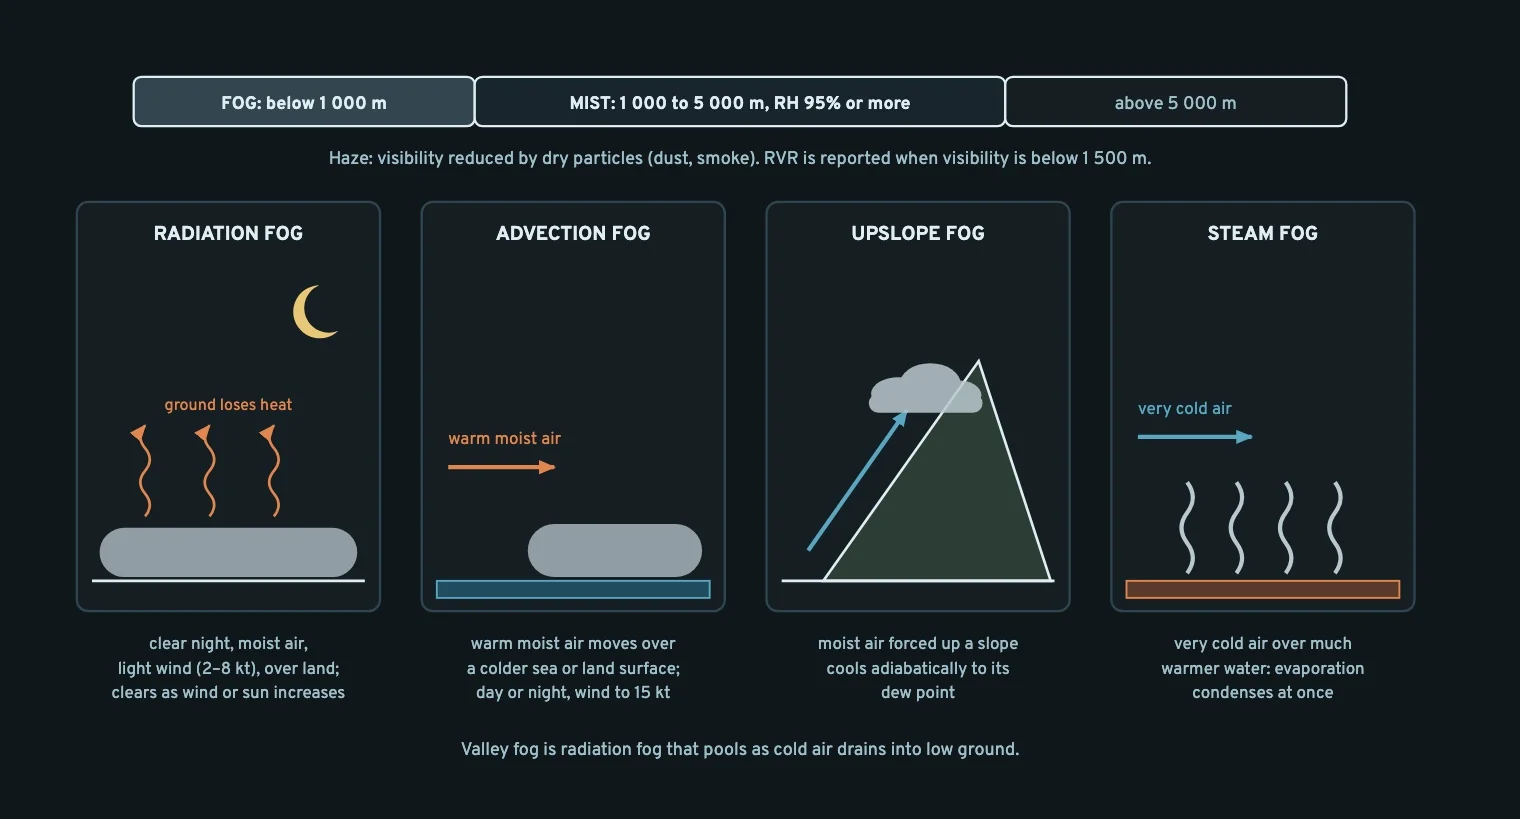 FOG: below 1 000 m
MIST: 1 000 to 5 000 m, RH 95% or more
above 5 000 m
Haze: visibility reduced by dry particles (dust, smoke). RVR is reported when visibility is below 1 500 m.
RADIATION FOG
ground loses heat
clear night, moist air,
light wind (2–8 kt), over land;
clears as wind or sun increases
ADVECTION FOG
warm moist air
warm moist air moves over
a colder sea or land surface;
day or night, wind to 15 kt
UPSLOPE FOG
moist air forced up a slope
cools adiabatically to its
dew point
STEAM FOG
very cold air
very cold air over much
warmer water: evaporation
condenses at once
Valley fog is radiation fog that pools as cold air drains into low ground.